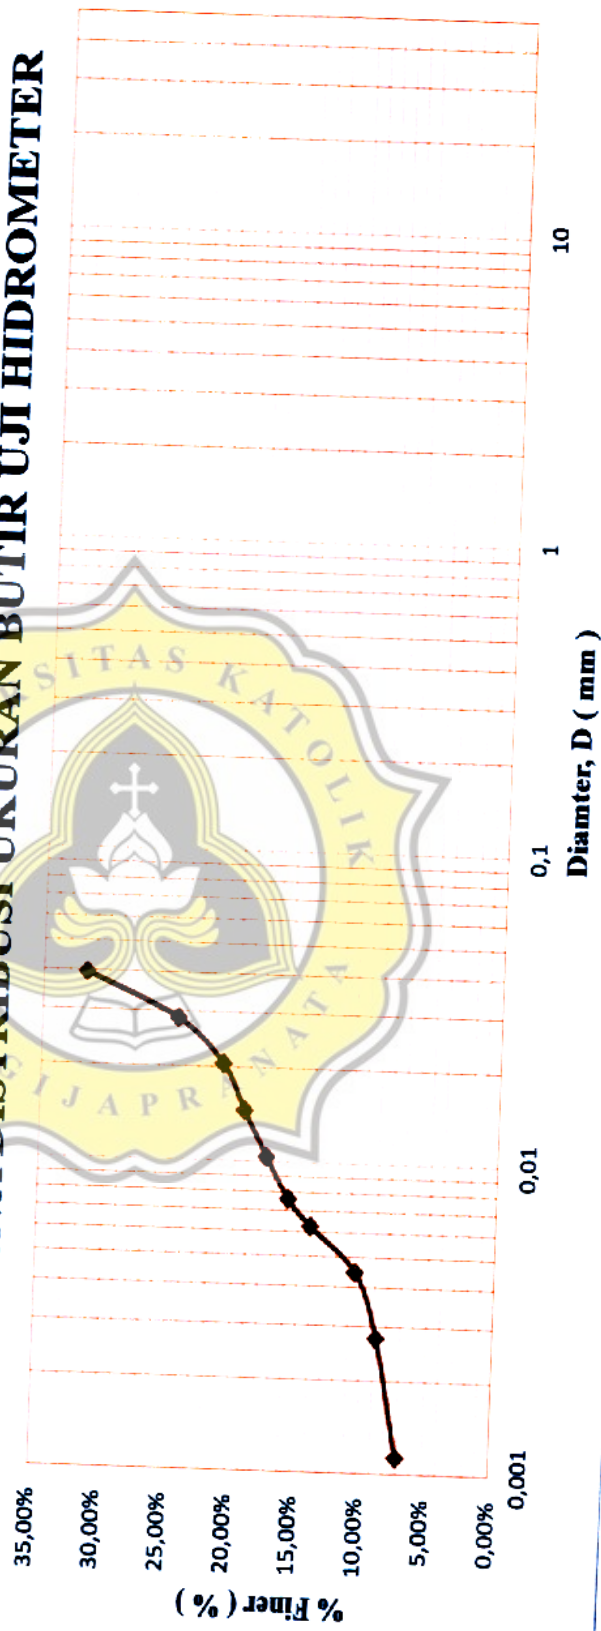 DISTRIBUSI UKURAN BUTIR UJI HIDROMETER
% Finer ( % )
35,00%
30,00%
25,00%
20,00%
15,00%
10,00%
5,00%
0,00%
0,001
0,01
0,1
1
10
Diamter, D ( mm )
SITAS KATOLIK
GIJAPRANATA